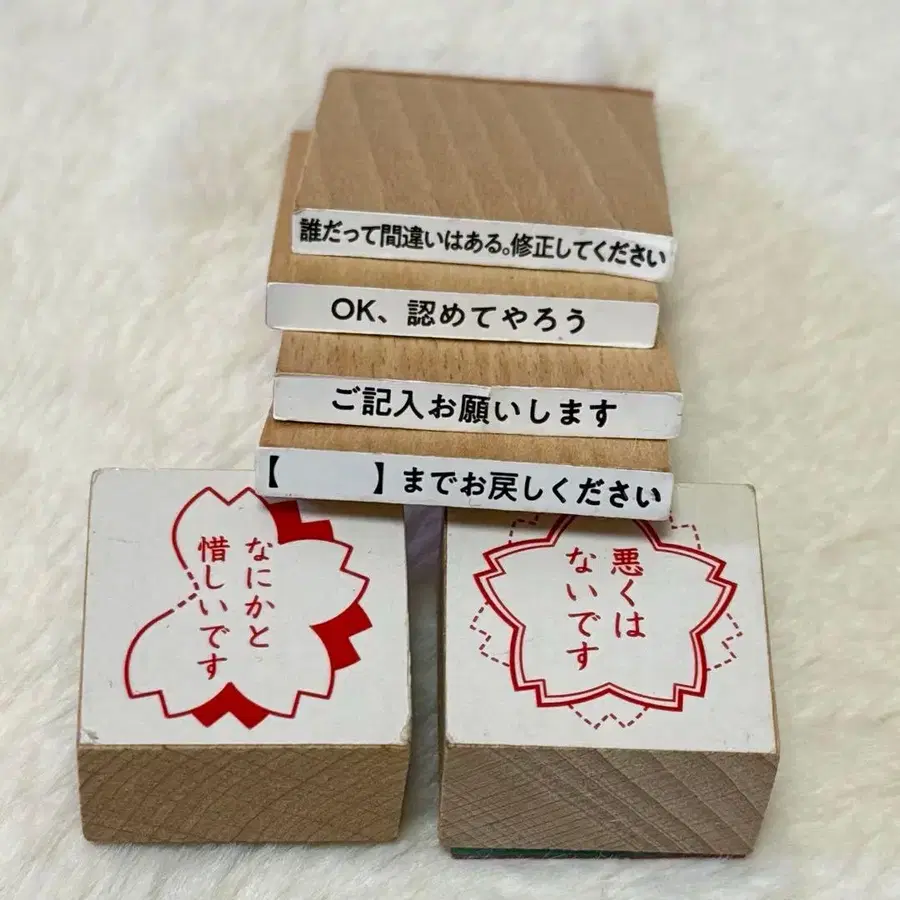 誰だって間違いはある。修正してください
OK、認めてやろう
ご記入お願いします
【　　】までお戻しください
なにかと
惜しいです
悪くは
ないです